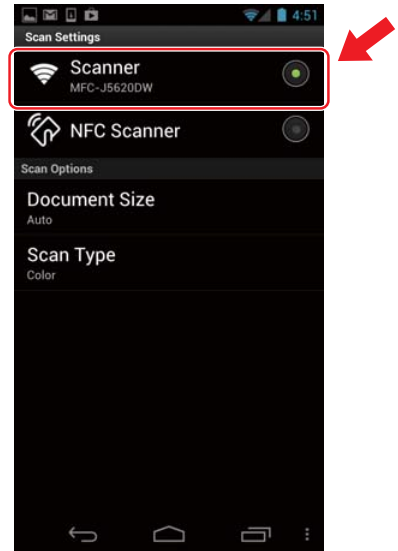 4:51
Scan Settings
Scanner
MFC-J5620DW
NFC Scanner
Scan Options
Document Size
Auto
Scan Type
Color